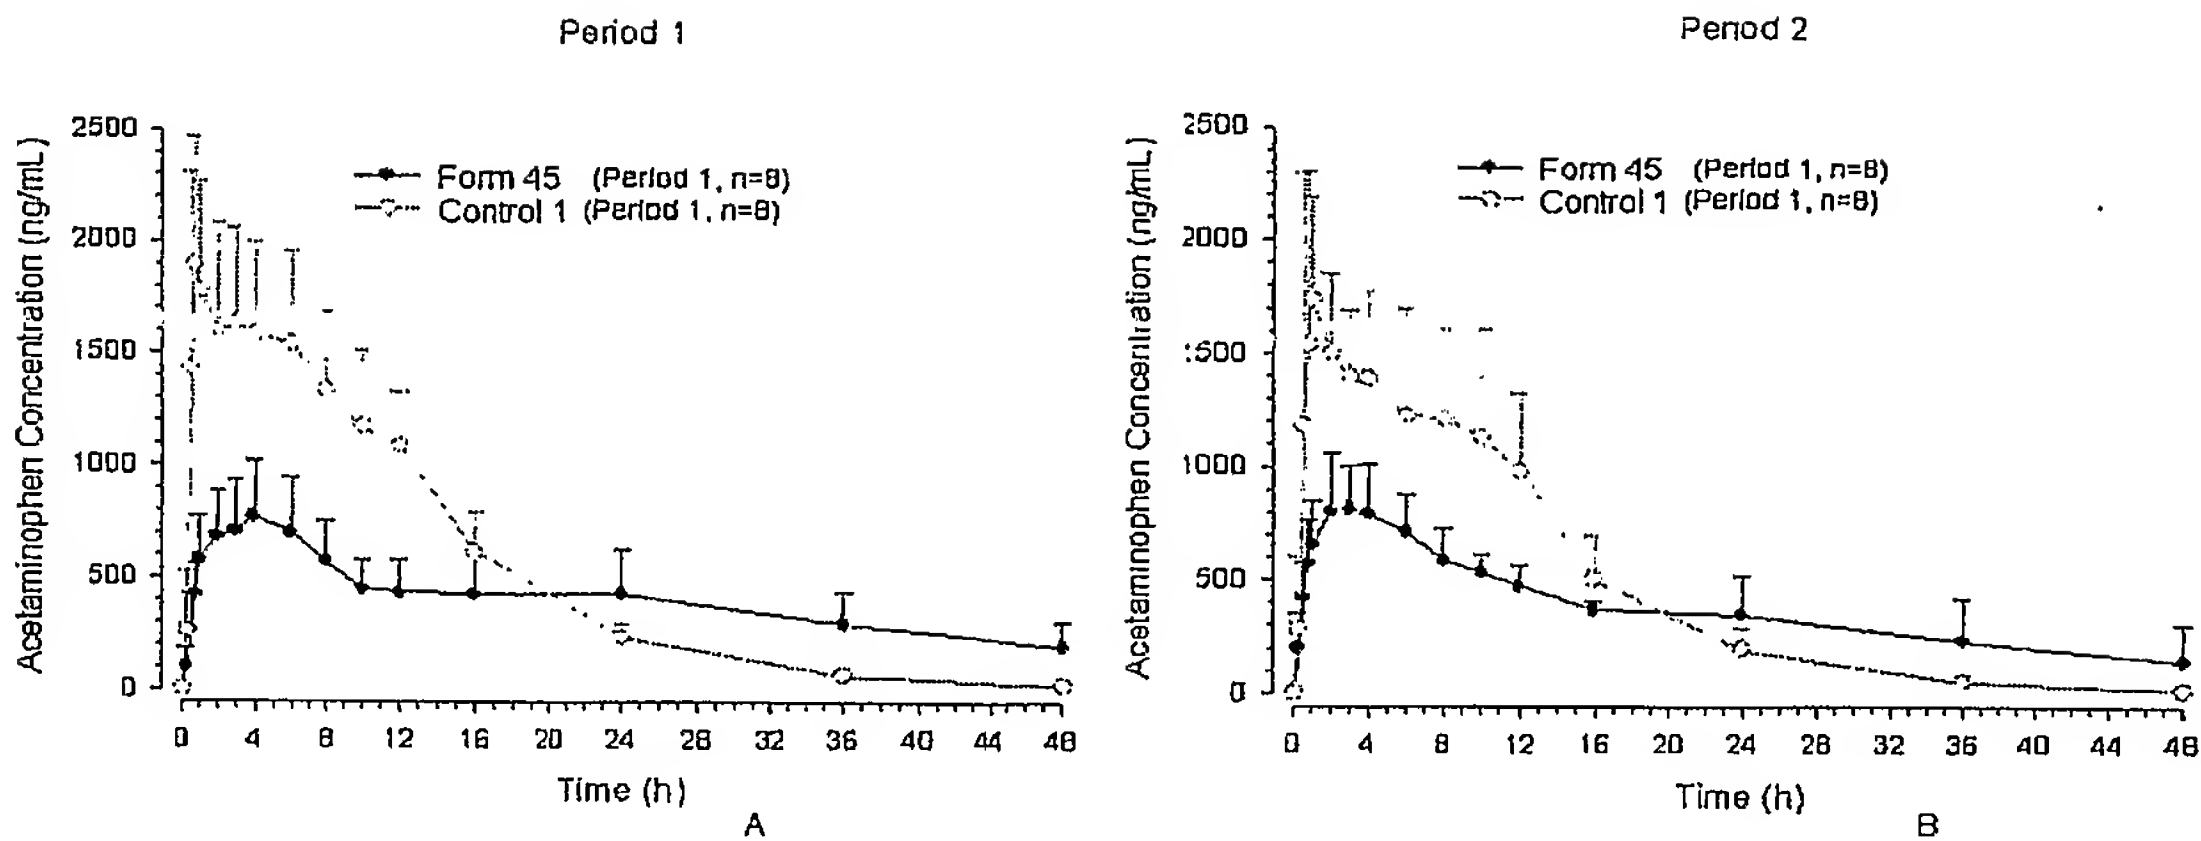 Period 1
Acetaminophen Concentration (ng/mL)
2500
2000
1500
1000
500
0
Form 45 (Period 1, n=8)
Control 1 (Period 1, n=8)
0 4 8 12 16 20 24 28 32 36 40 44 48
Time (h)
A
Period 2
Acetaminophen Concentration (ng/mL)
2500
2000
1500
1000
500
0
Form 45 (Period 1, n=8)
Control 1 (Period 1, n=8)
0 4 8 12 16 20 24 28 32 36 40 44 48
Time (h)
B